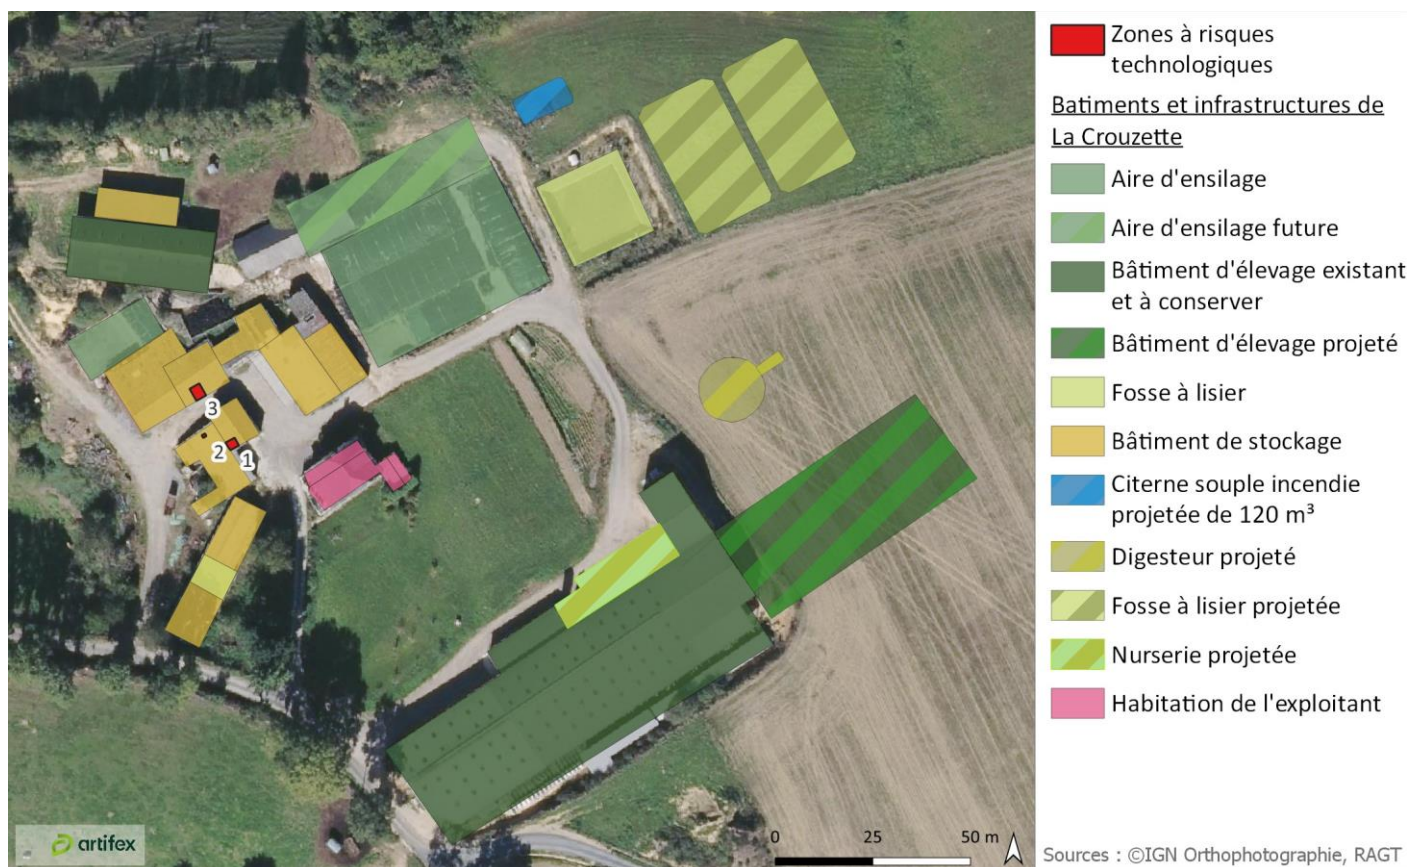 Zones à risques
technologiques
Batiments et infrastructures de
La Crouzette
Aire d'ensilage
Aire d'ensilage future
Bâtiment d'élevage existant
et à conserver
Bâtiment d'élevage projeté
Fosse à lisier
Bâtiment de stockage
Citerne souple incendie
projetée de 120 m³
Digesteur projeté
Fosse à lisier projetée
Nurserie projetée
Habitation de l'exploitant
3
2
1
artifex
0 25 50 m
Sources : ©IGN Orthophotographie, RAGT